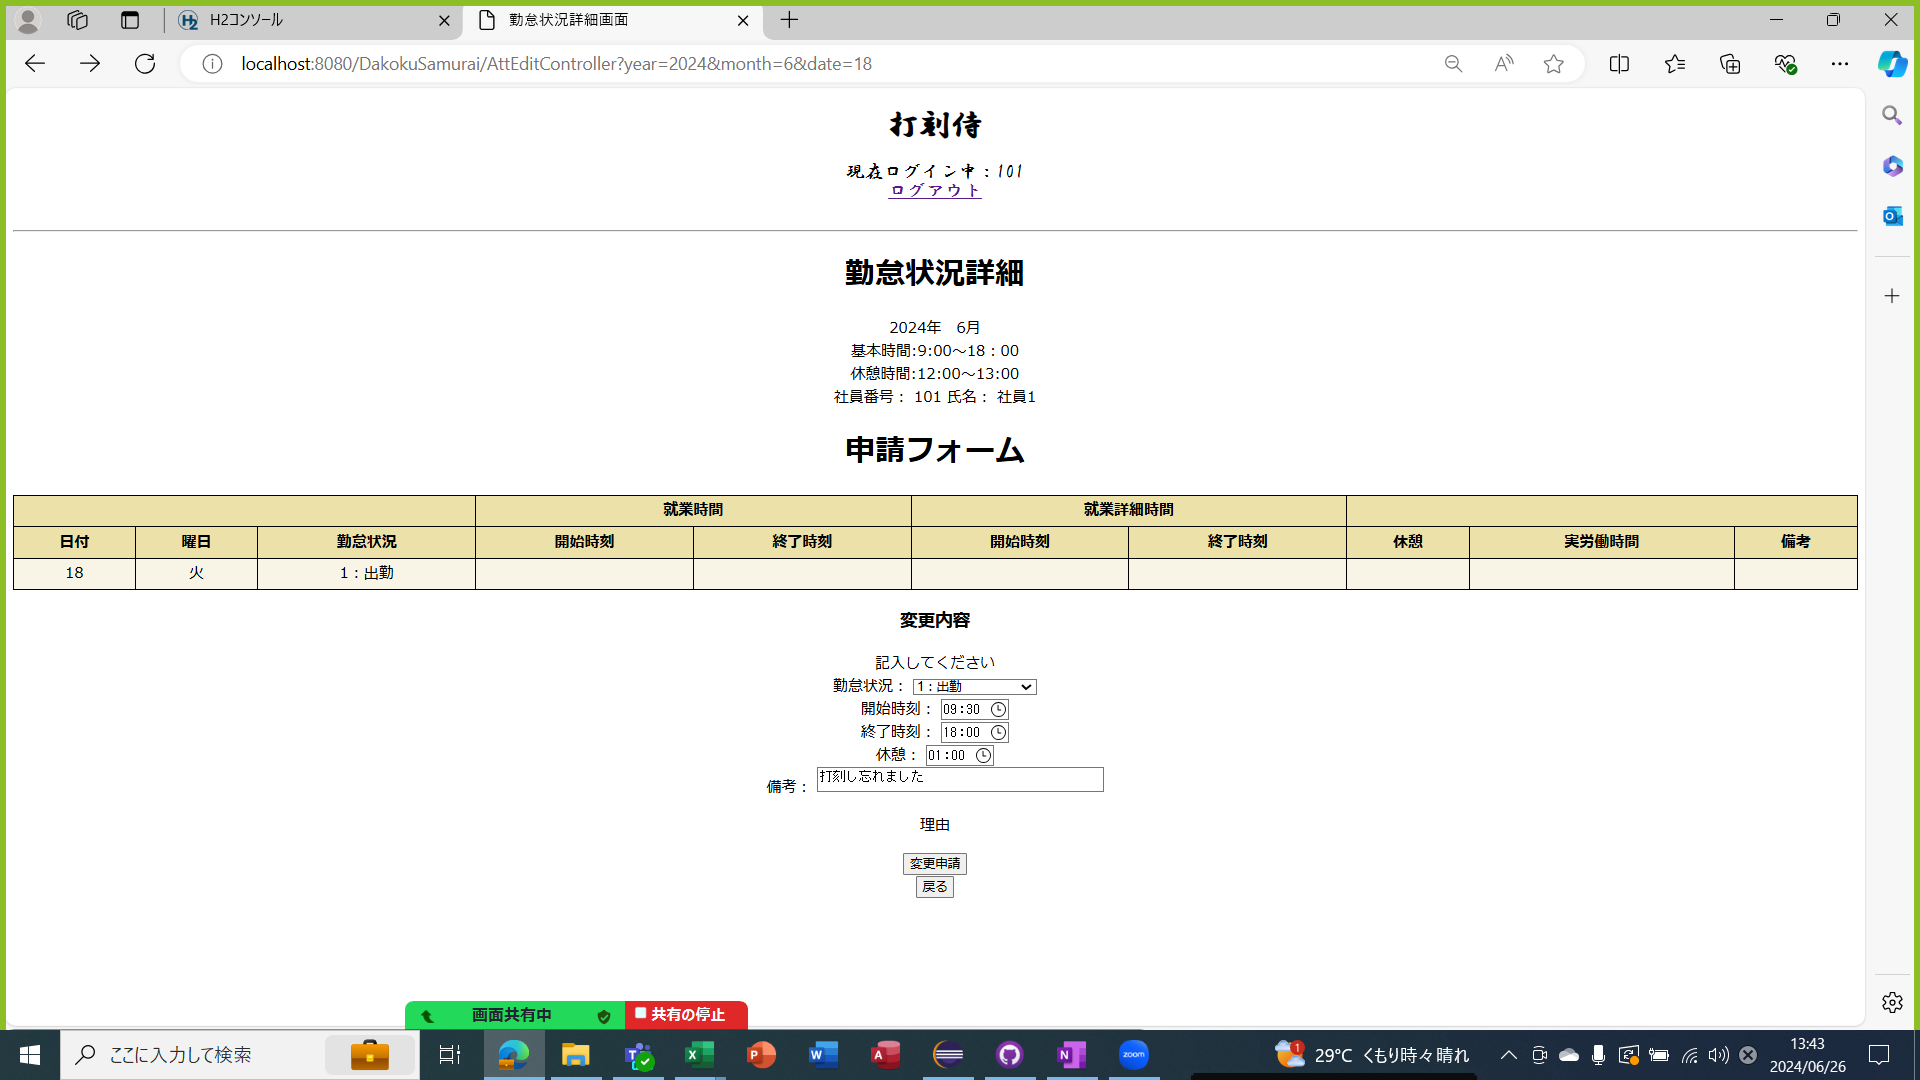 H2コンソール
勤怠状況詳細画面
localhost:8080/DakokuSamurai/AttEditController?year=2024&month=6&date=18
打刻侍
現在ログイン中：101
ログアウト
勤怠状況詳細
2024年　6月
基本時間:9:00～18：00
休憩時間:12:00～13:00
社員番号： 101 氏名： 社員1
申請フォーム
就業時間 就業詳細時間
日付 曜日 勤怠状況 開始時刻 終了時刻 開始時刻 終了時刻 休憩 実労働時間 備考
18 火 1：出勤
変更内容
記入してください
勤怠状況： 1：出勤
開始時刻： 09:30
終了時刻： 18:00
休憩： 01:00
備考： 打刻し忘れました
理由
変更申請
戻る
画面共有中 共有の停止
ここに入力して検索
zoom
1
29°C くもり時々晴れ
13:43
2024/06/26